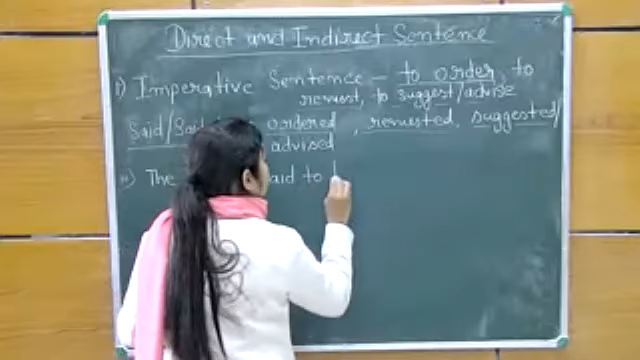 Direct and Indirect Sentence
i) Imperative Sentence – to order, to
request, to suggest/advise
Said/Said ordered, requested, suggested/
advised
ii) The said to